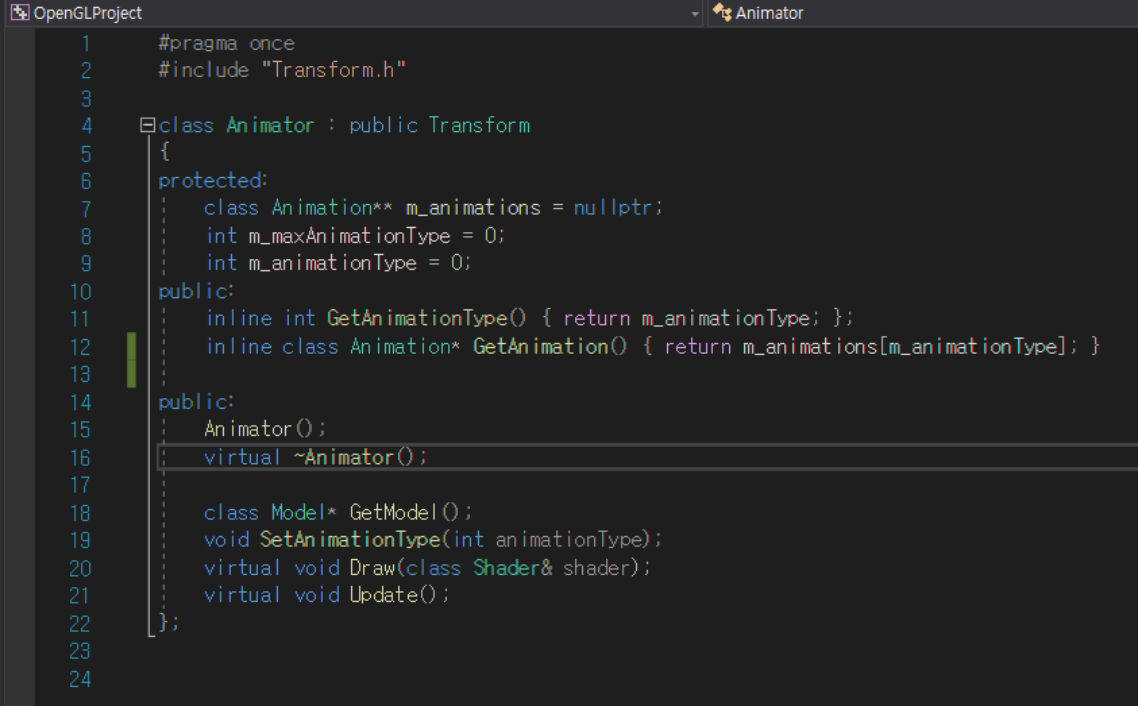 OpenGLProject Animator
1 #pragma once
2 #include "Transform.h"
3
4 class Animator : public Transform
5 {
6 protected:
7 class Animation** m_animations = nullptr;
8 int m_maxAnimationType = 0;
9 int m_animationType = 0;
10 public:
11 inline int GetAnimationType() { return m_animationType; };
12 inline class Animation* GetAnimation() { return m_animations[m_animationType]; }
13
14 public:
15 Animator();
16 virtual ~Animator();
17
18 class Model* GetModel();
19 void SetAnimationType(int animationType);
20 virtual void Draw(class Shader& shader);
21 virtual void Update();
22 };
23
24